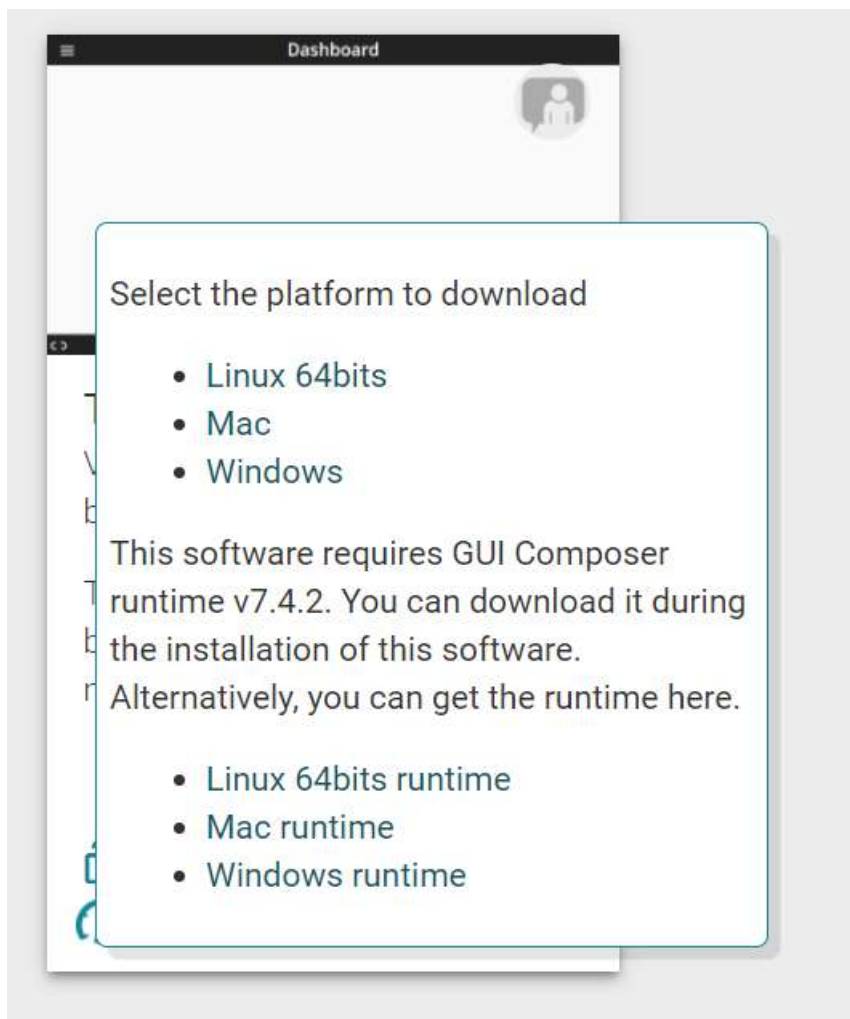 Dashboard
Select the platform to download
Linux 64bits
Mac
Windows
This software requires GUI Composer
runtime v7.4.2. You can download it during
the installation of this software.
Alternatively, you can get the runtime here.
Linux 64bits runtime
Mac runtime
Windows runtime